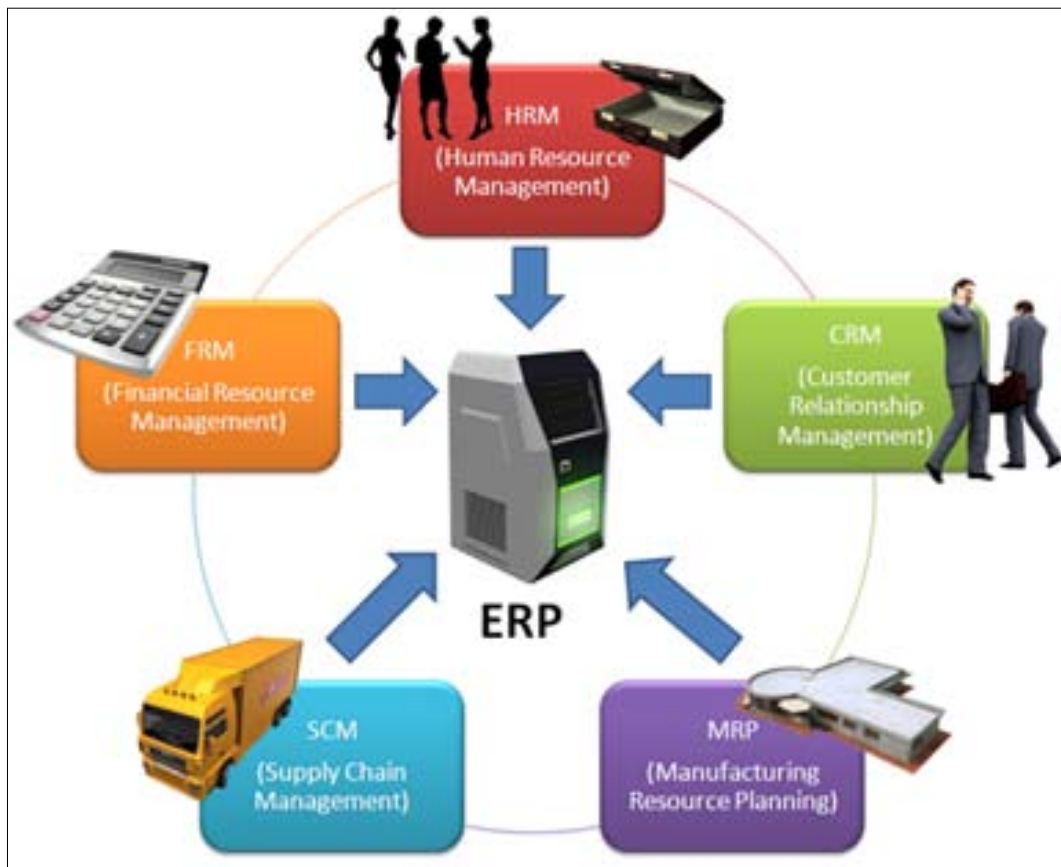 HRM
(Human Resource
Management)
FRM
(Financial Resource
Management)
CRM
(Customer
Relationship
Management)
ERP
SCM
(Supply Chain
Management)
MRP
(Manufacturing
Resource Planning)